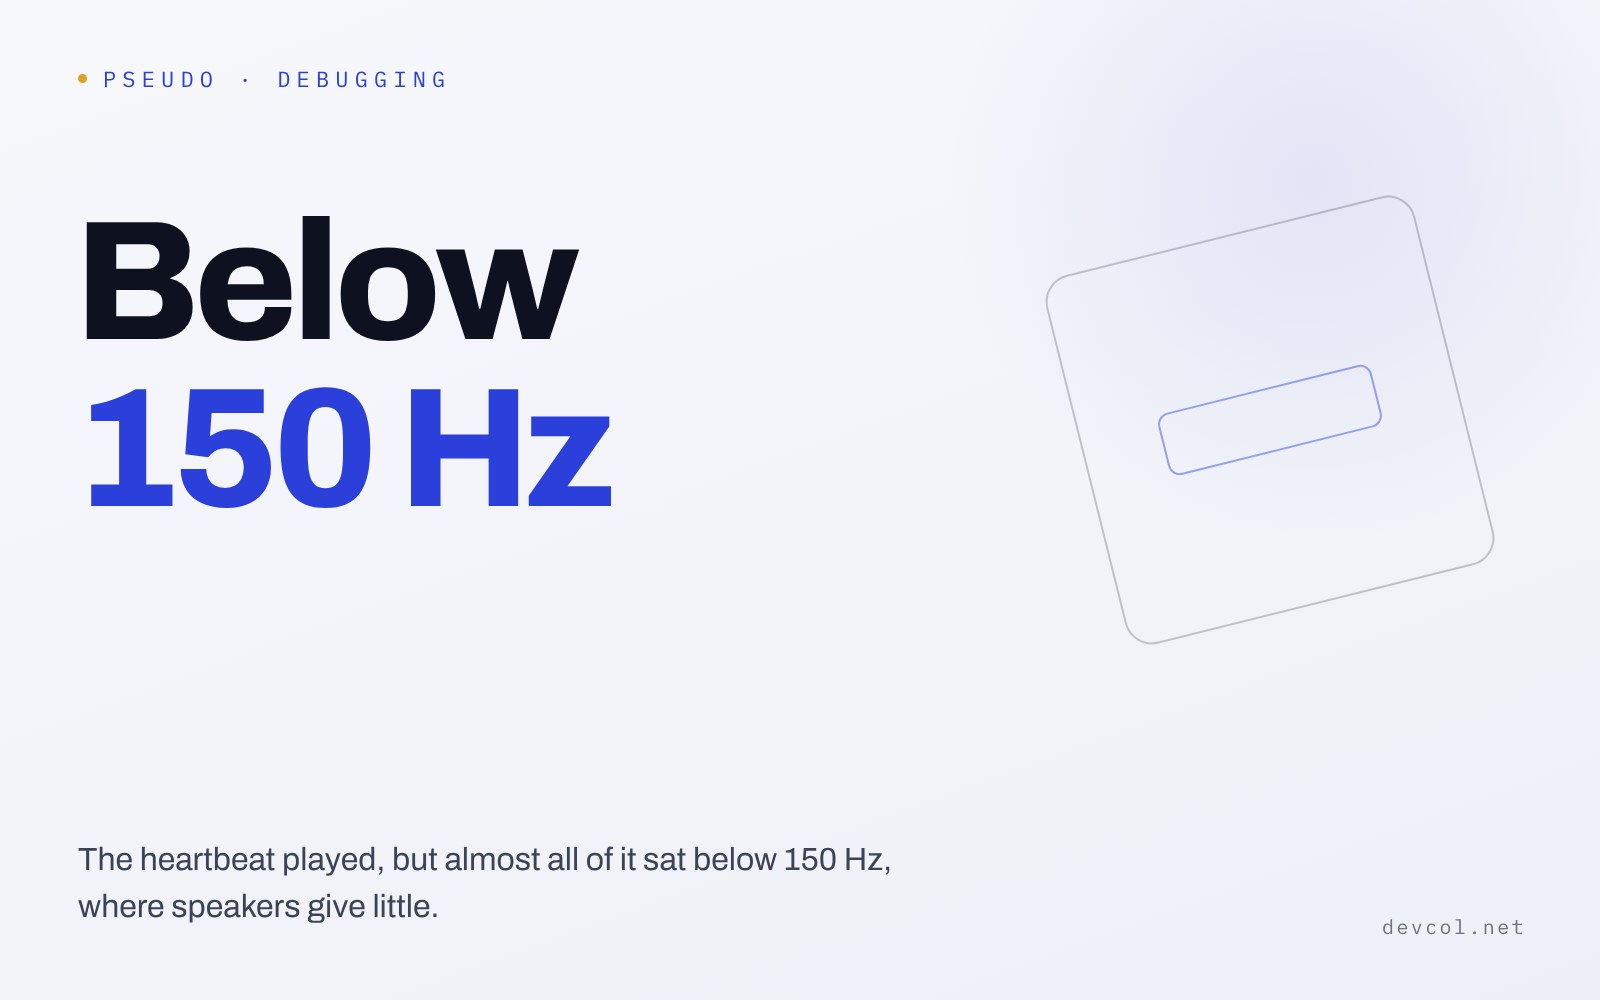 PSEUDO · DEBUGGING
Below
150 Hz
The heartbeat played, but almost all of it sat below 150 Hz,
where speakers give little.
devcol.net